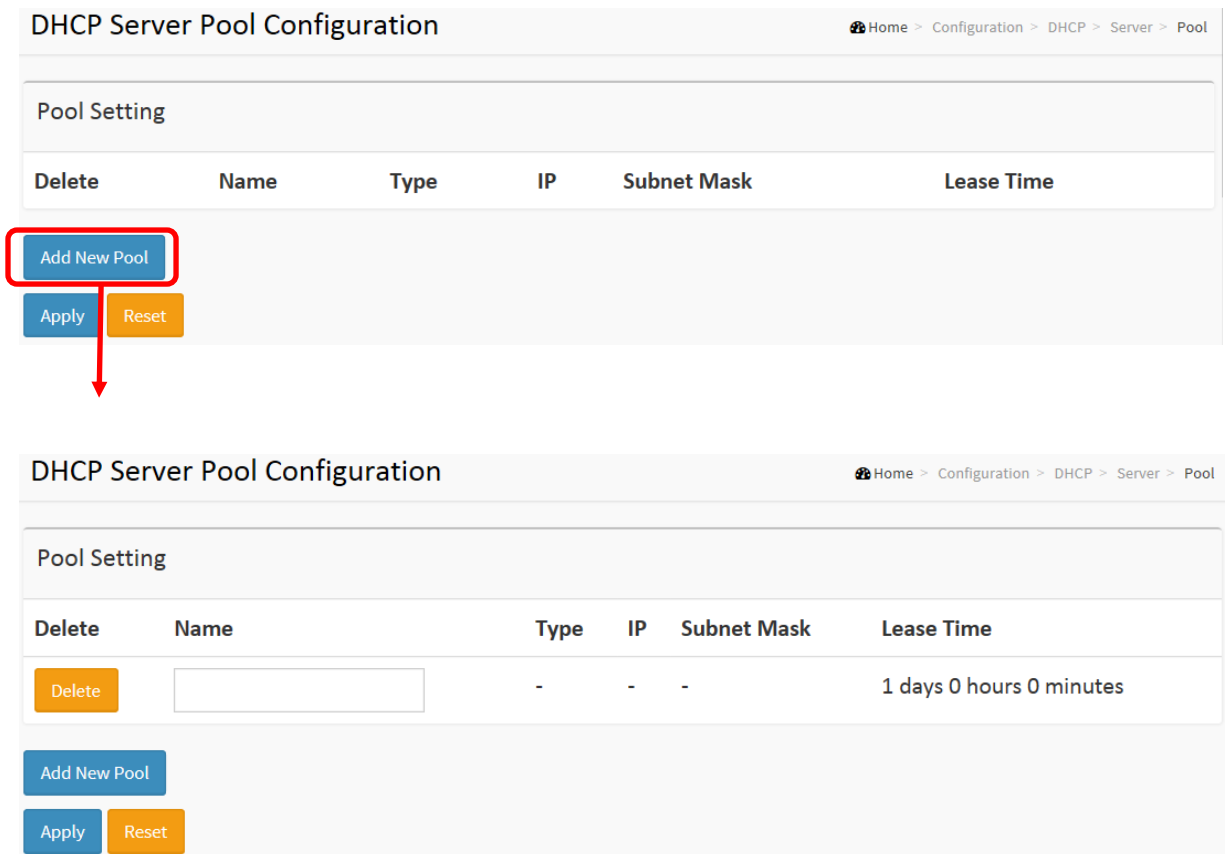 DHCP Server Pool Configuration Home > Configuration > DHCP > Server > Pool
Pool Setting
Delete Name Type IP Subnet Mask Lease Time
Add New Pool
Apply Reset
DHCP Server Pool Configuration Home > Configuration > DHCP > Server > Pool
Pool Setting
Delete Name Type IP Subnet Mask Lease Time
Delete - - - 1 days 0 hours 0 minutes
Add New Pool
Apply Reset